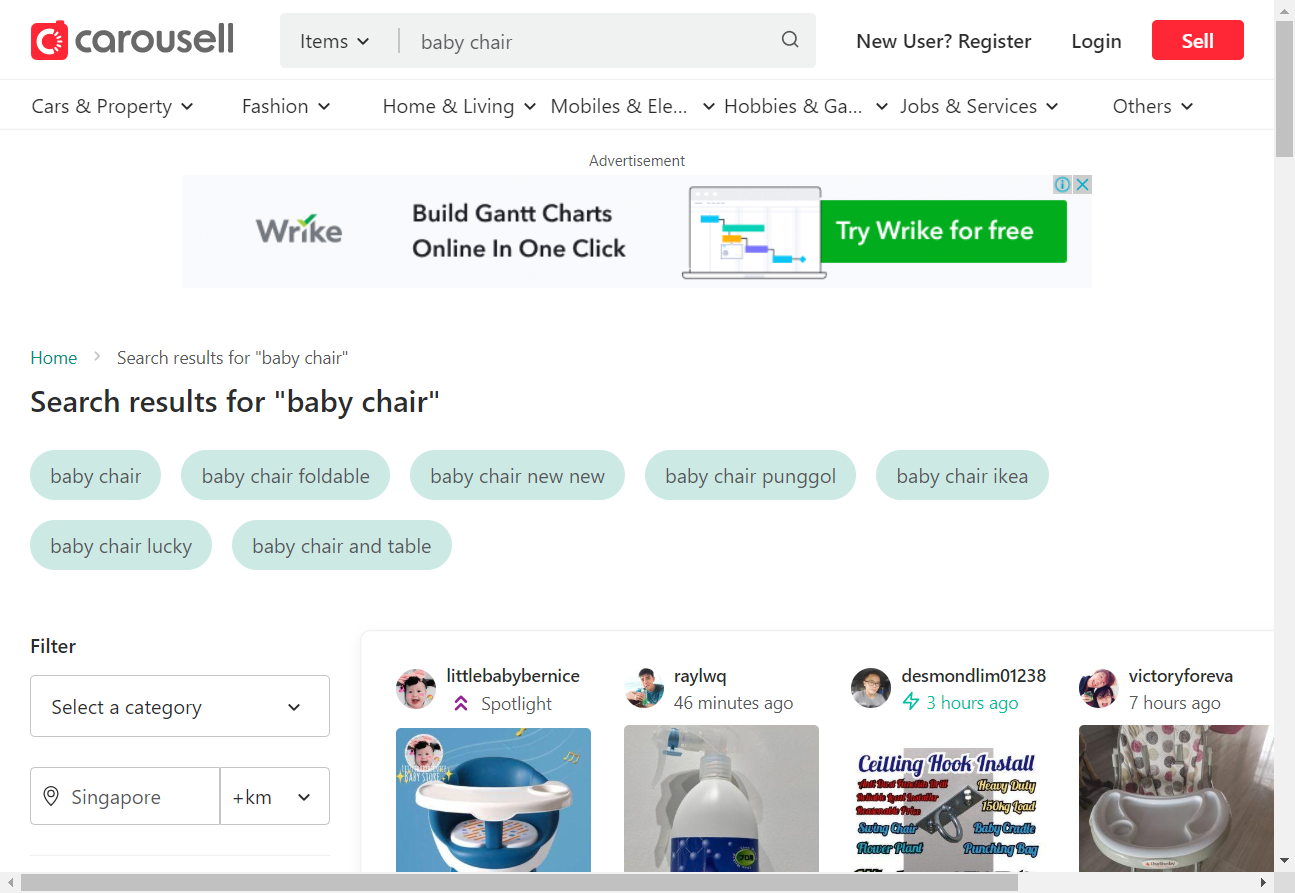 carousell
Items
baby chair
New User? Register
Login
Sell
Cars & Property
Fashion
Home & Living
Mobiles & Ele...
Hobbies & Ga...
Jobs & Services
Others
Advertisement
Wrike
Build Gantt Charts
Online In One Click
Try Wrike for free
Home
Search results for "baby chair"
Search results for "baby chair"
baby chair
baby chair foldable
baby chair new new
baby chair punggol
baby chair ikea
baby chair lucky
baby chair and table
Filter
Select a category
Singapore
+km
littlebabybernice
Spotlight
raylwq
46 minutes ago
desmondlim01238
3 hours ago
victoryforeva
7 hours ago
BABY STORE
Ceilling Hook Install
Heavy Duty
Reasonable Price
150kg Load
Swing Chair
Baby Cradle
Flower Plant
Punching Bag